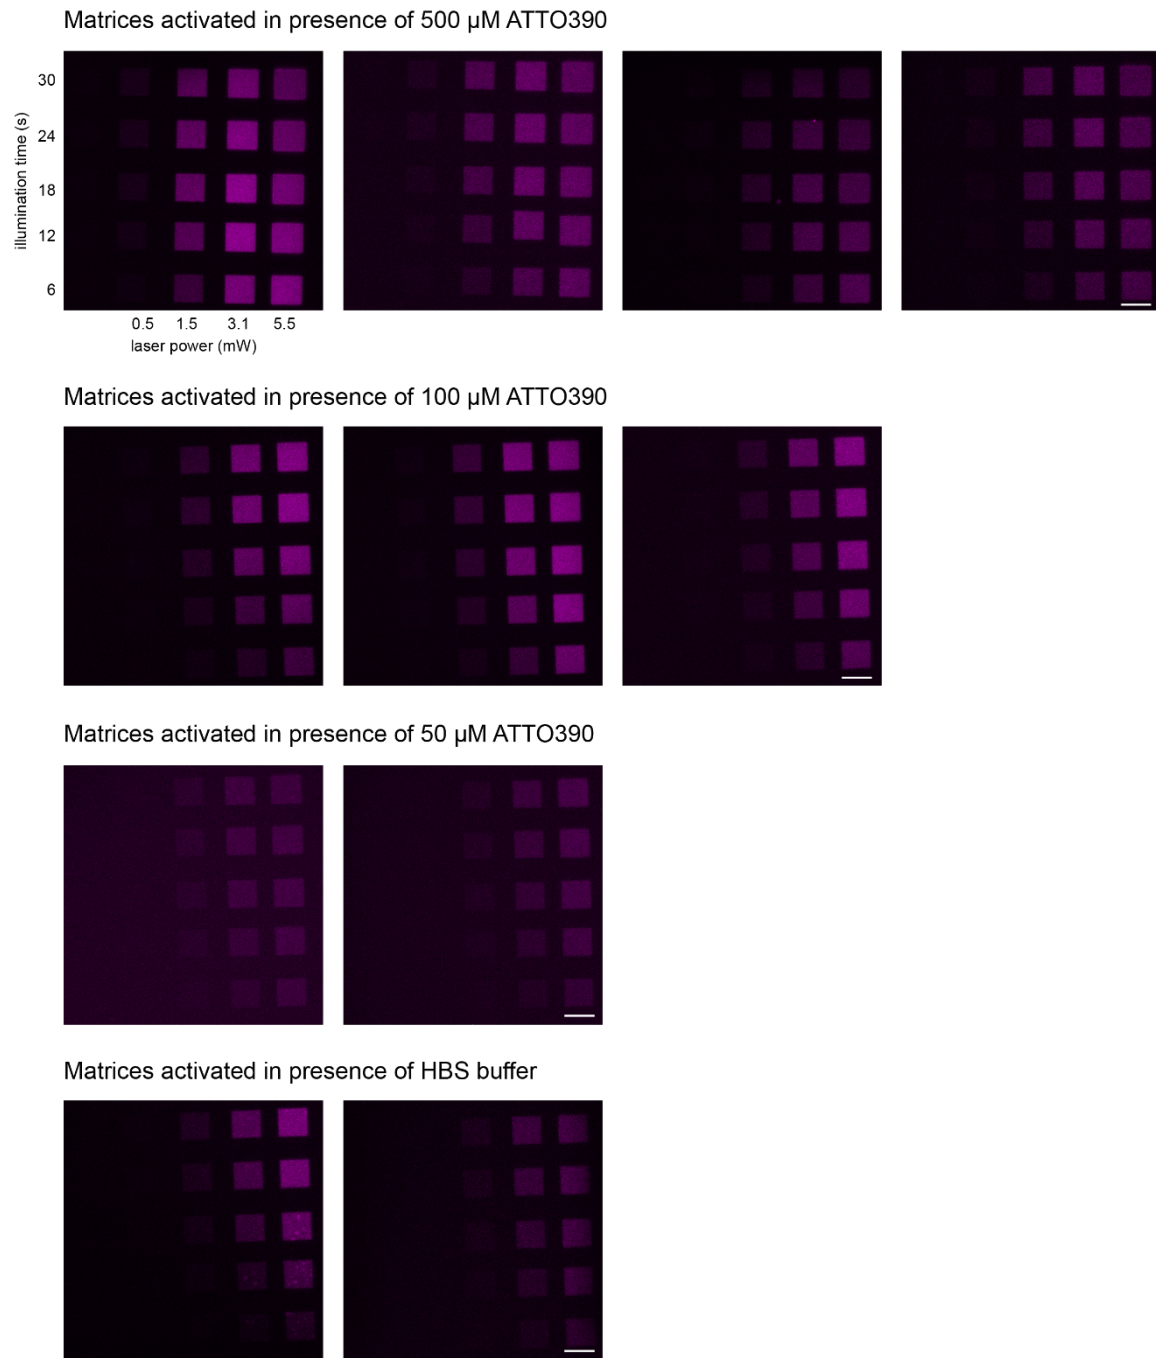 Matrices activated in presence of 500 µM ATTO390
illumination time (s)
30
24
18
12
6
0.5 1.5 3.1 5.5
laser power (mW)
Matrices activated in presence of 100 µM ATTO390
Matrices activated in presence of 50 µM ATTO390
Matrices activated in presence of HBS buffer